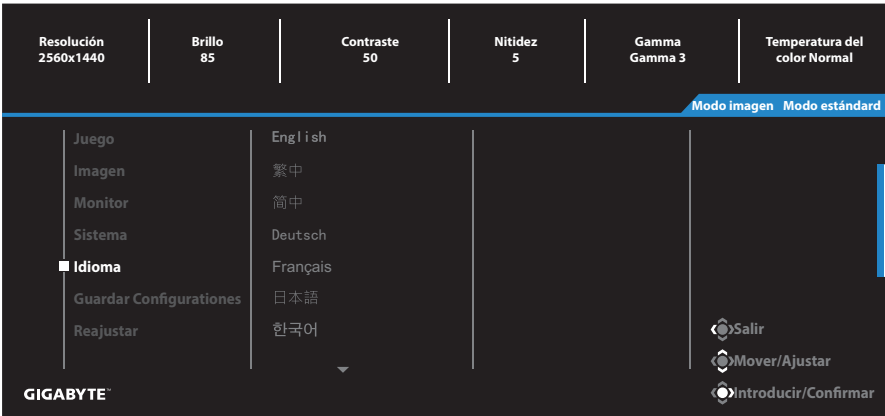 Resolución
2560x1440
Brillo
85
Contraste
50
Nitidez
5
Gamma
Gamma 3
Temperatura del
color Normal
Modo imagen Modo estándard
Juego
Imagen
Monitor
Sistema
Idioma
Guardar Configurationes
Reajustar
English
繁中
简中
Deutsch
Français
日本語
한국어
Salir
Mover/Ajustar
Introducir/Confirmar
GIGABYTE™